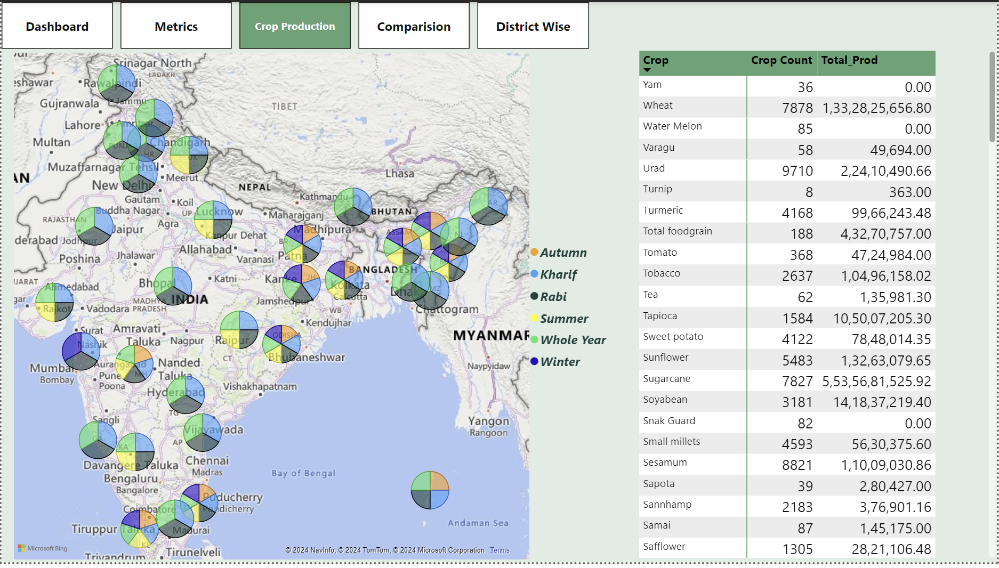 Dashboard
Metrics
Crop Production
Comparision
District Wise
Srinagar North
LADAKH
eshawar
Rawalpindi
Gujranwala
Jammu
TIBET
Lahore
Amritsar
HP
Multan
PUNJAB
Chandigarh
HR
UK
Muzaffarnagar Tehsil
Meerut
Lhasa
AN
New Delhi
NEPAL
Kathmandu
Gautam
Buddha Nagar
Koil
UP
Lucknow
BHUTAN
AR
RAJASTHAN
Agra
Maharajganj
Jaipur
Kanpur Dehat
Madhipura
ASSAM
NL
derabad
Jodhpur
Allahabad
BR
Poshina
Jhalawar
Varanasi
Patna
BANGLADESH
UJARAT
Ahmedabad
Bhopal
Katni
Kanke
JH
Kolkata
Calcutta
Dhaka
MZ
gar
Rajkot
Vadodara
MADHYA
PRADESH
INDIA
Jamshedpur
WB
Chattogram
Surat
Amravati
Taluka
Nagpur
Raipur
Kendujhar
ODISHA
MYANMAR
Nashik
Bhubaneshwar
CT
Mumbai
Bombay
Aurangabad
MH
Nanded
Taluka
Naypyidaw
Pune
Poona
Hyderabad
Vishakhapatnam
TG
Sangli
Vijayawada
Yangon
Rangoon
GA
KA
AP
Davangere Taluka
Chennai
Madras
Bay of Bengal
Bengaluru
Bangalore
Puducherry
Pondicherry
Coimbatore
Andaman Sea
Tiruppur Taluka
Madurai
KL
Trivandrum
Tirunelveli
Microsoft Bing
© 2024 NavInfo, © 2024 TomTom, © 2024 Microsoft Corporation Terms
Autumn
Kharif
Rabi
Summer
Whole Year
Winter
Crop Crop Count Total_Prod
Yam 36 0.00
Wheat 7878 1,33,28,25,656.80
Water Melon 85 0.00
Varagu 58 49,694.00
Urad 9710 2,24,10,490.66
Turnip 8 363.00
Turmeric 4168 99,66,243.48
Total foodgrain 188 4,32,70,757.00
Tomato 368 47,24,984.00
Tobacco 2637 1,04,96,158.02
Tea 62 1,35,981.30
Tapioca 1584 10,50,07,205.30
Sweet potato 4122 78,48,014.35
Sunflower 5483 1,32,63,079.65
Sugarcane 7827 5,53,56,81,525.92
Soyabean 3181 14,18,37,219.40
Snak Guard 82 0.00
Small millets 4593 56,30,375.60
Sesamum 8821 1,10,09,030.86
Sapota 39 2,80,427.00
Sannhamp 2183 3,76,901.16
Samai 87 1,45,175.00
Safflower 1305 28,21,106.48